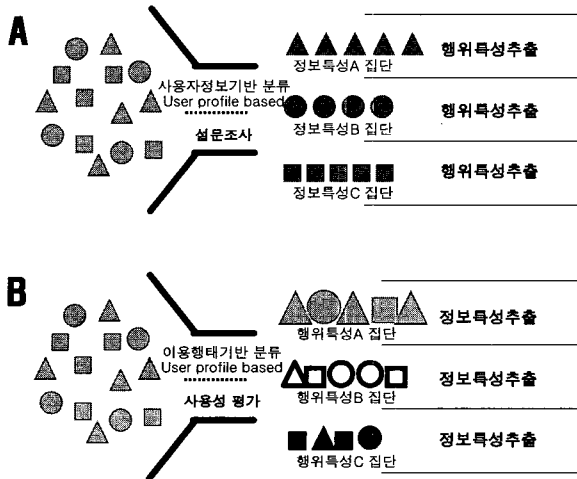 A
사용자정보기반 분류
User profile based
설문조사
정보특성A 집단
행위특성추출
정보특성B 집단
행위특성추출
정보특성C 집단
행위특성추출
B
이용행태기반 분류
User profile based
사용성 평가
행위특성A 집단
정보특성추출
행위특성B 집단
정보특성추출
행위특성C 집단
정보특성추출